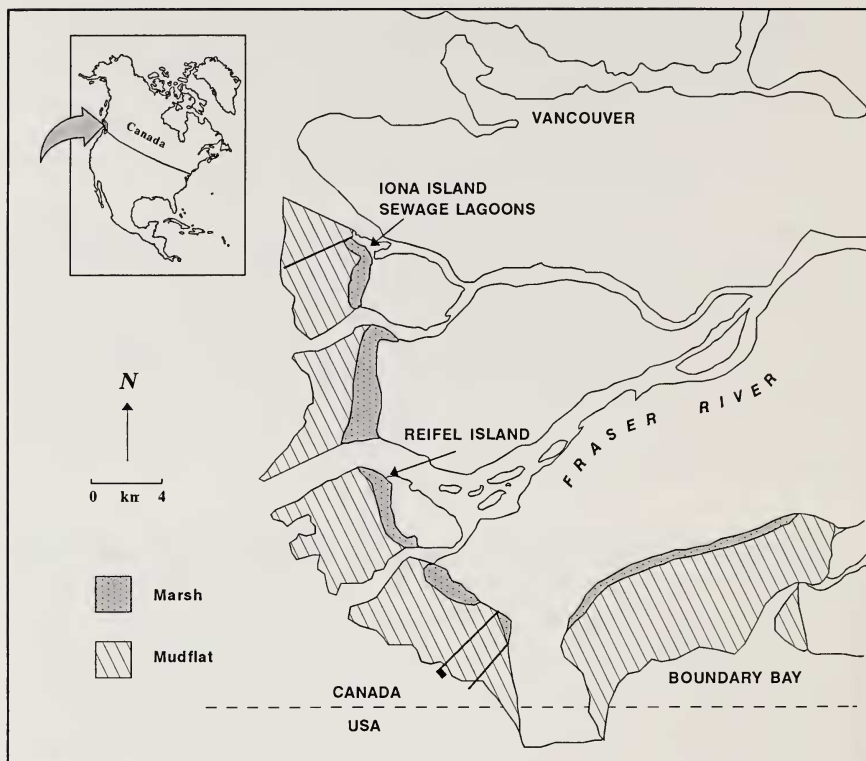 Canada
VANCOUVER
IONA ISLAND
SEWAGE LAGOONS
N
REIFEL ISLAND
FRASER RIVER
0 km 4
Marsh
Mudflat
BOUNDARY BAY
CANADA
USA